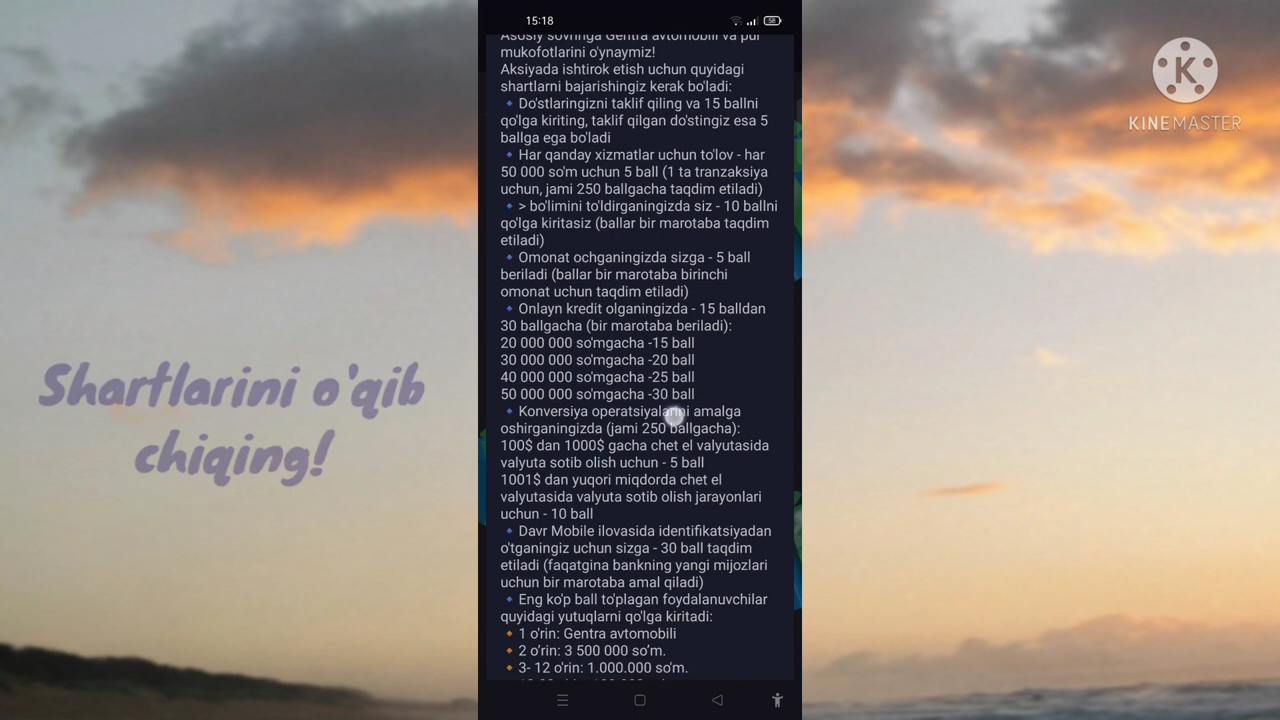 15:18
58
Asosiy sovringa Gentra avtomobili va pul
mukofotlarini o'ynaymiz!
Aksiyada ishtirok etish uchun quyidagi
shartlarni bajarishingiz kerak bo'ladi:
🔹Do'stlaringizni taklif qiling va 15 ballni
qo'lga kiriting, taklif qilgan do'stingiz esa 5
ballga ega bo'ladi
🔹Har qanday xizmatlar uchun to'lov - har
50 000 so'm uchun 5 ball (1 ta tranzaksiya
uchun, jami 250 ballgacha taqdim etiladi)
🔹> bo'limini to'ldirganingizda siz - 10 ballni
qo'lga kiritasiz (ballar bir marotaba taqdim
etiladi)
🔹Omonat ochganingizda sizga - 5 ball
beriladi (ballar bir marotaba birinchi
omonat uchun taqdim etiladi)
🔹Onlayn kredit olganingizda - 15 balldan
30 ballgacha (bir marotaba beriladi):
20 000 000 so'mgacha -15 ball
30 000 000 so'mgacha -20 ball
40 000 000 so'mgacha -25 ball
50 000 000 so'mgacha -30 ball
🔹Konversiya operatsiyalarini amalga
oshirganingizda (jami 250 ballgacha):
100$ dan 1000$ gacha chet el valyutasida
valyuta sotib olish uchun - 5 ball
1001$ dan yuqori miqdorda chet el
valyutasida valyuta sotib olish jarayonlari
uchun - 10 ball
🔹Davr Mobile ilovasida identifikatsiyadan
o'tganingiz uchun sizga - 30 ball taqdim
etiladi (faqatgina bankning yangi mijozlari
uchun bir marotaba amal qiladi)
🔹Eng ko'p ball to'plagan foydalanuvchilar
quyidagi yutuqlarni qo'lga kiritadi:
🔸1 o'rin: Gentra avtomobili
🔸2 o'rin: 3 500 000 so'm.
🔸3- 12 o'rin: 1.000.000 so'm.
Shartlarini o'qib
chiqing!
K
KINEMASTER